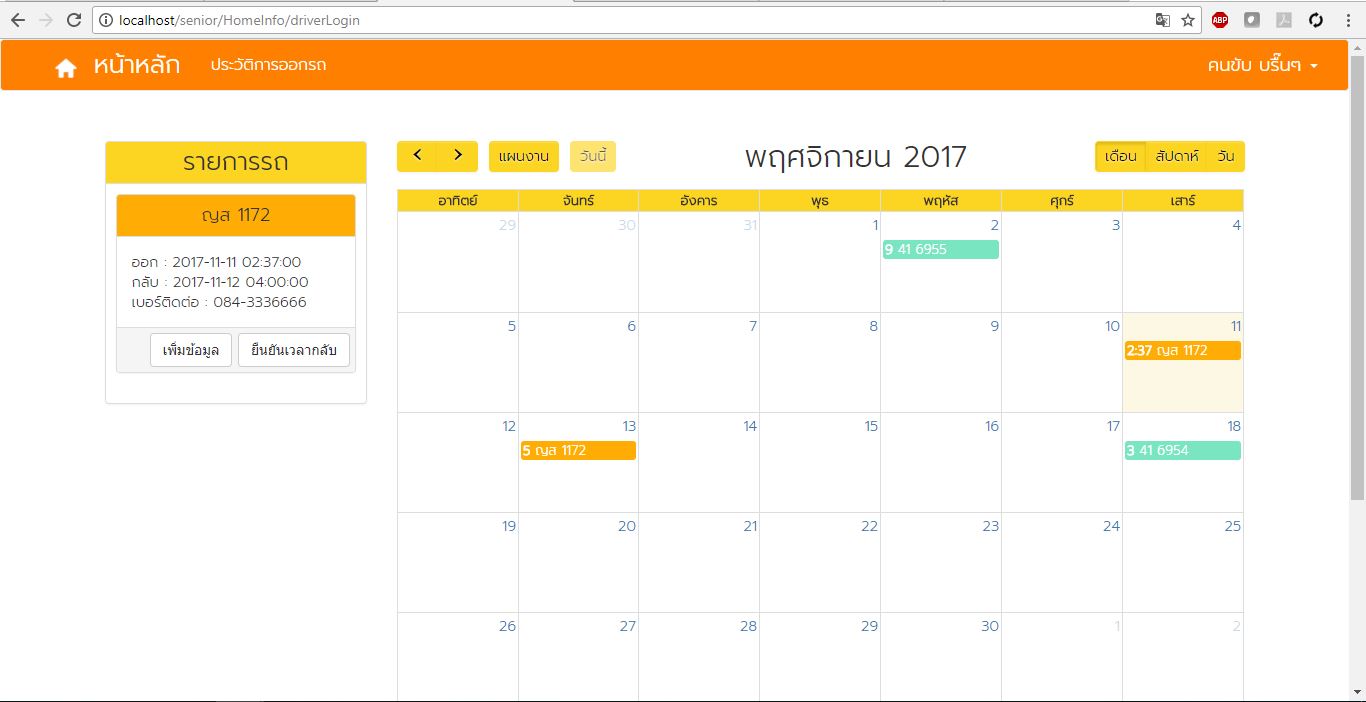 localhost/senior/HomeInfo/driverLogin
ABP
หน้าหลัก ประวัติการออกรถ คนขับ บริ๊นๆ
รายการรถ
ญส 1172
ออก : 2017-11-11 02:37:00
กลับ : 2017-11-12 04:00:00
เบอร์ติดต่อ : 084-3336666
เพิ่มข้อมูล ยืนยันเวลากลับ
แผนงาน วันนี้ พฤศจิกายน 2017 เดือน สัปดาห์ วัน
อาทิตย์ จันทร์ อังคาร พุธ พฤหัส ศุกร์ เสาร์
29 30 31 1 2 3 4
9 41 6955
5 6 7 8 9 10 11
2:37 ญส 1172
12 13 14 15 16 17 18
5 ญส 1172 3 41 6954
19 20 21 22 23 24 25
26 27 28 29 30 1 2